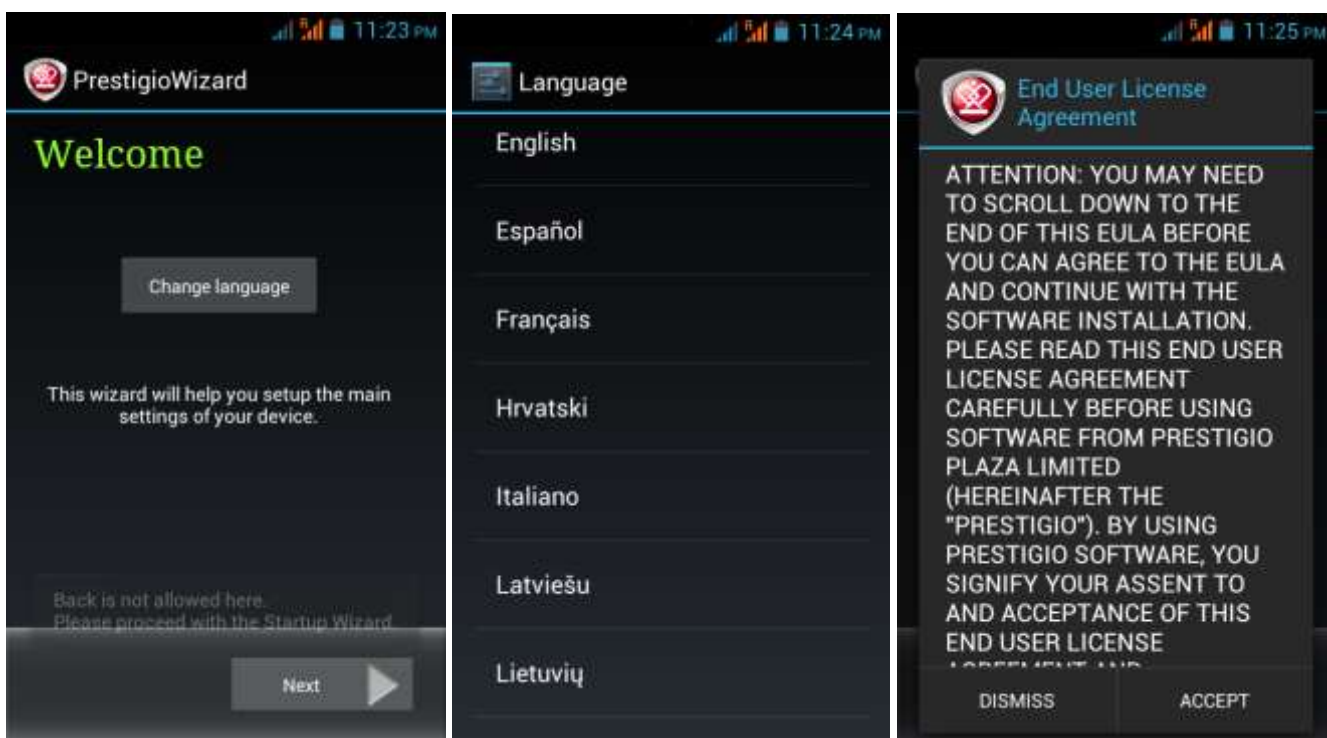 11:23 PM
PrestigioWizard
Welcome
Change language
This wizard will help you setup the main
settings of your device.
Back is not allowed here.
Please proceed with the Startup Wizard
Next
11:24 PM
Language
English
Español
Français
Hrvatski
Italiano
Latviešu
Lietuvių
11:25 PM
End User License
Agreement
ATTENTION: YOU MAY NEED
TO SCROLL DOWN TO THE
END OF THIS EULA BEFORE
YOU CAN AGREE TO THE EULA
AND CONTINUE WITH THE
SOFTWARE INSTALLATION.
PLEASE READ THIS END USER
LICENSE AGREEMENT
CAREFULLY BEFORE USING
SOFTWARE FROM PRESTIGIO
PLAZA LIMITED
(HEREINAFTER THE
"PRESTIGIO"). BY USING
PRESTIGIO SOFTWARE, YOU
SIGNIFY YOUR ASSENT TO
AND ACCEPTANCE OF THIS
END USER LICENSE
AGREEMENT AND
DISMISS
ACCEPT